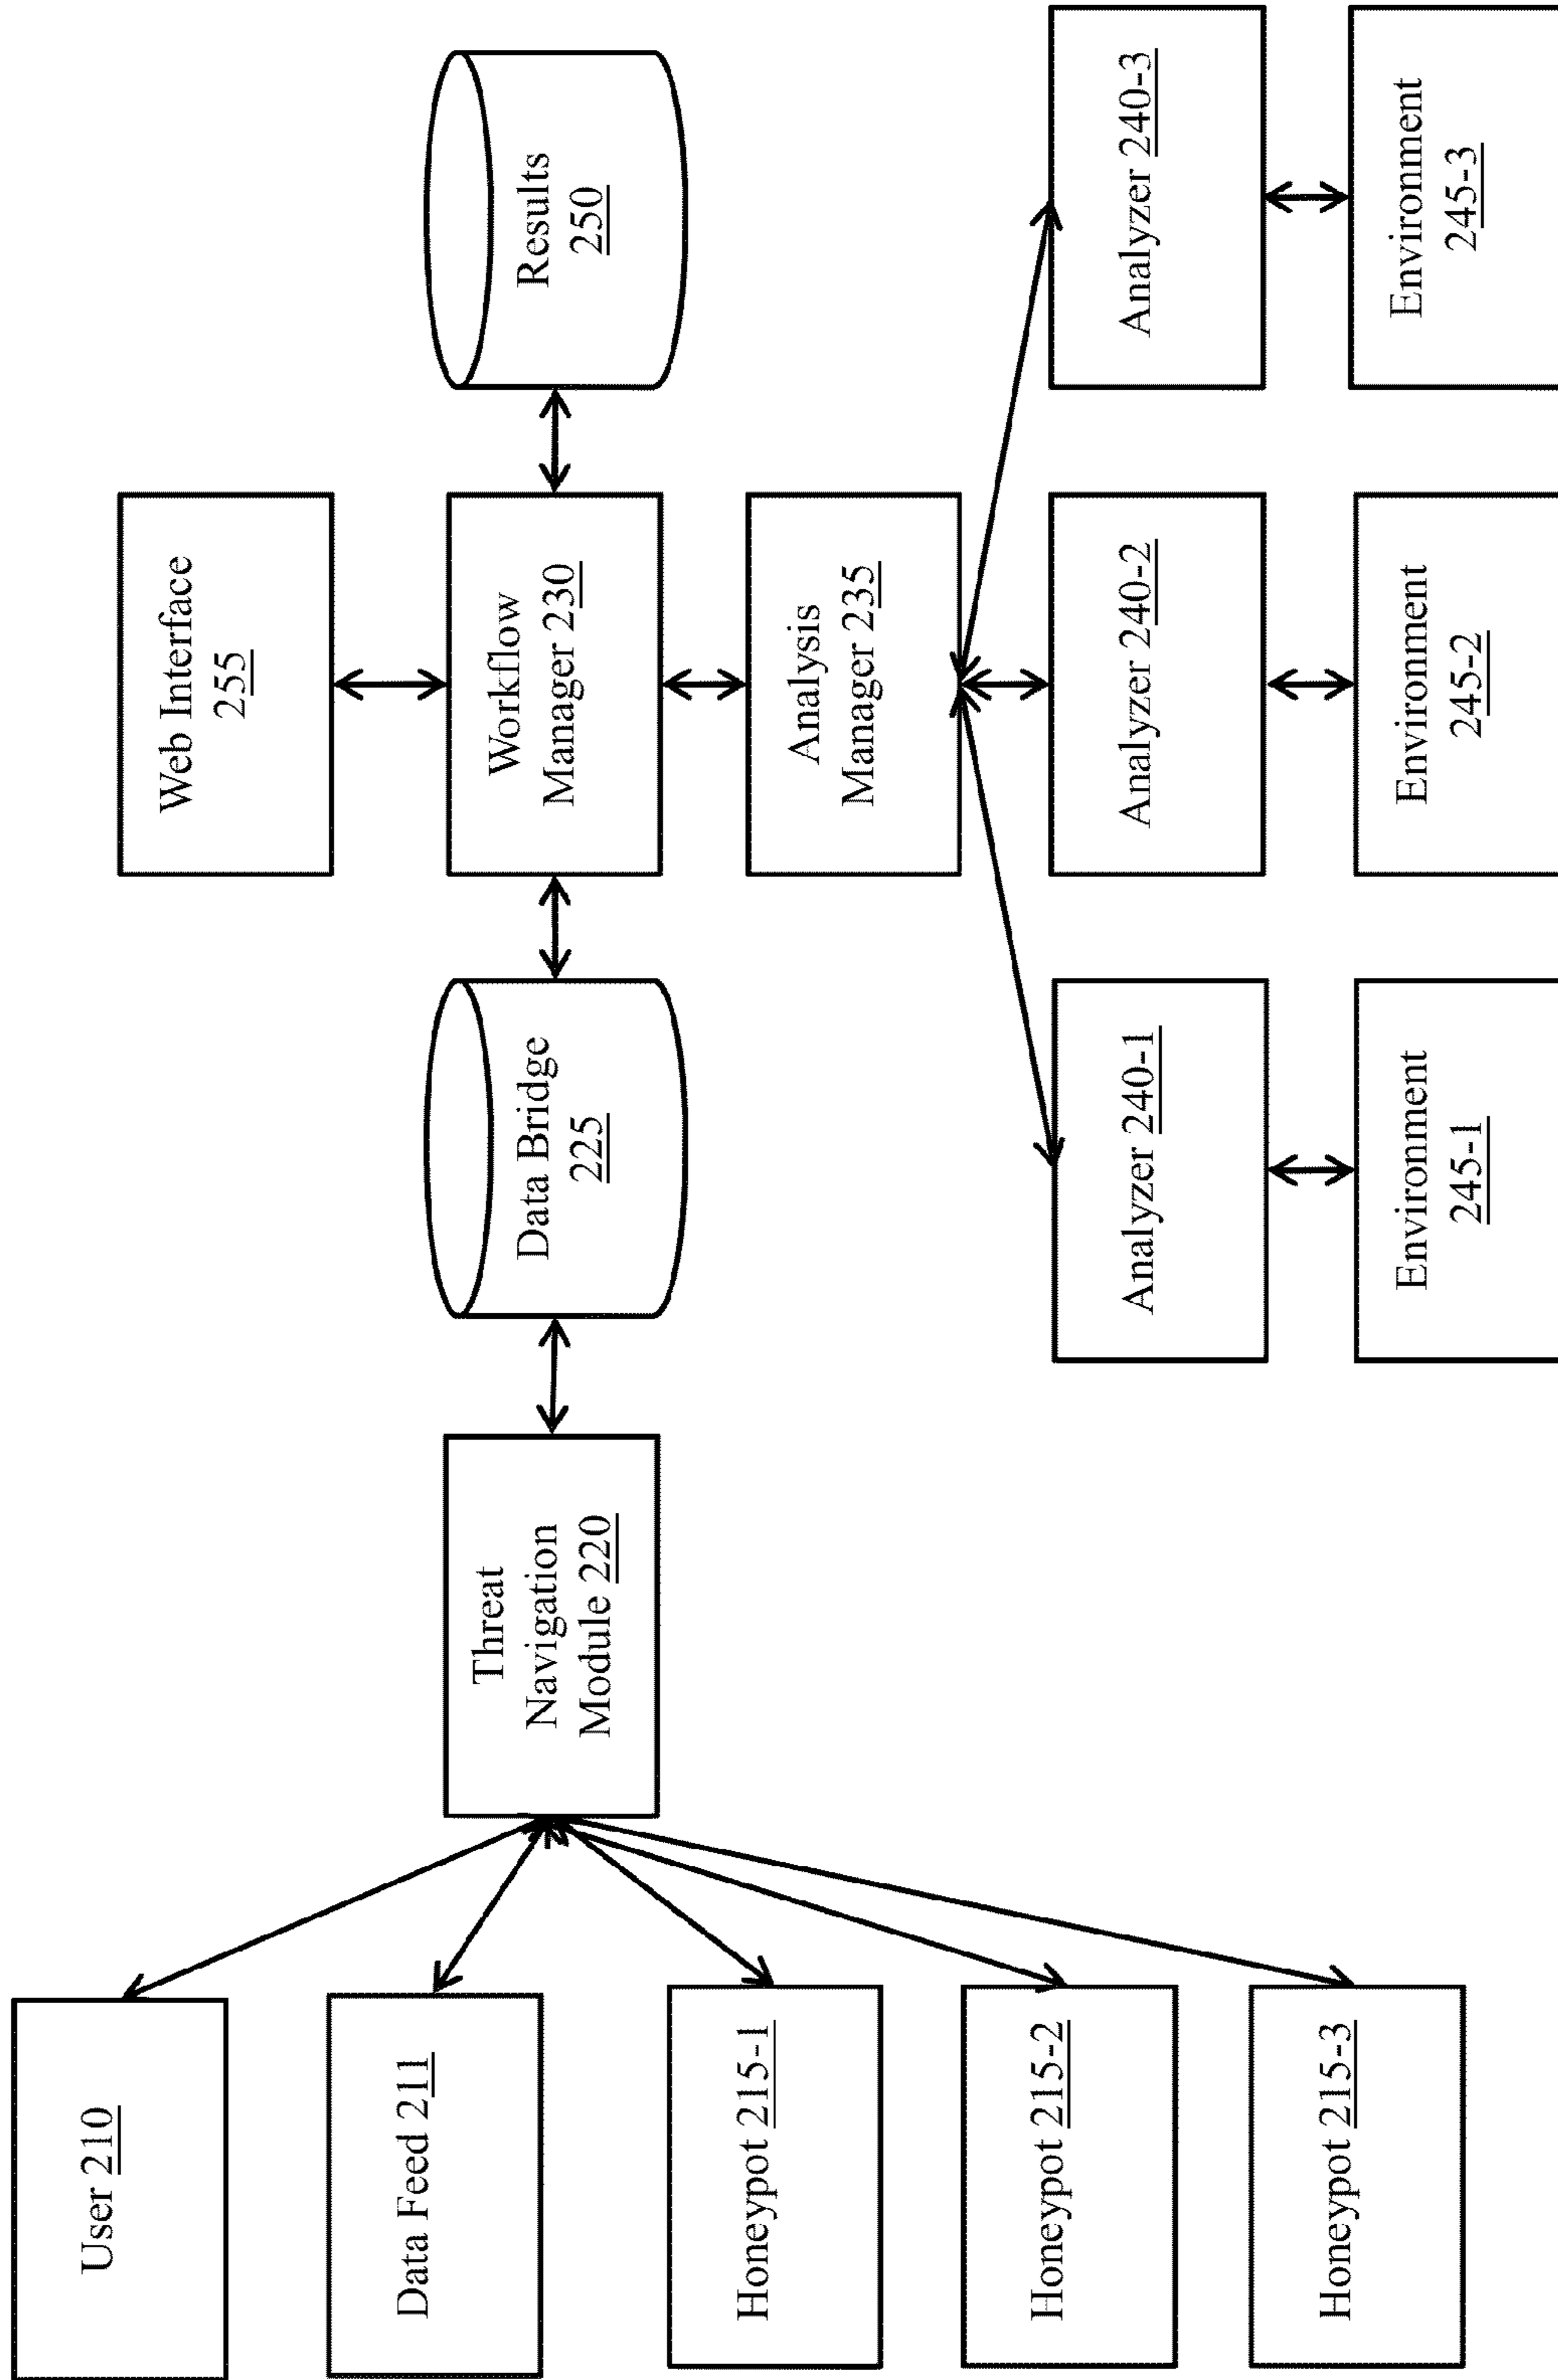 User 210
Data Feed 211
Honeypot 215-1
Honeypot 215-2
Honeypot 215-3
Threat
Navigation
Module 220
Data Bridge
225
Web Interface
255
Workflow
Manager 230
Analysis
Manager 235
Results
250
Analyzer 240-1
Analyzer 240-2
Analyzer 240-3
Environment
245-1
Environment
245-2
Environment
245-3